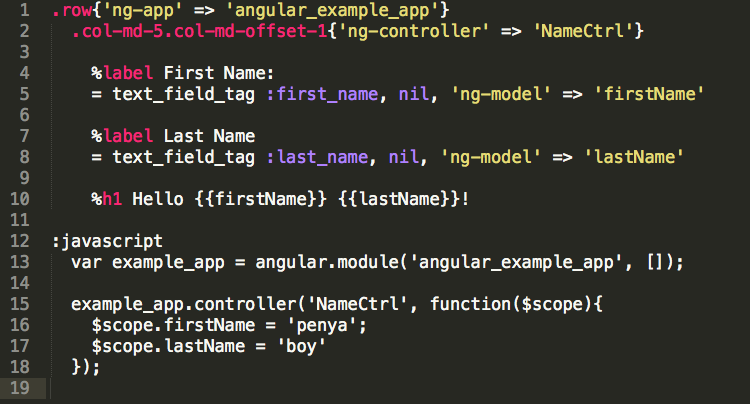 1 .row{'ng-app' => 'angular_example_app'}
2   .col-md-5.col-md-offset-1{'ng-controller' => 'NameCtrl'}
3
4     %label First Name:
5     = text_field_tag :first_name, nil, 'ng-model' => 'firstName'
6
7     %label Last Name
8     = text_field_tag :last_name, nil, 'ng-model' => 'lastName'
9
10     %h1 Hello {{firstName}} {{lastName}}!
11
12 :javascript
13   var example_app = angular.module('angular_example_app', []);
14
15   example_app.controller('NameCtrl', function($scope){
16     $scope.firstName = 'penya';
17     $scope.lastName = 'boy'
18   });
19